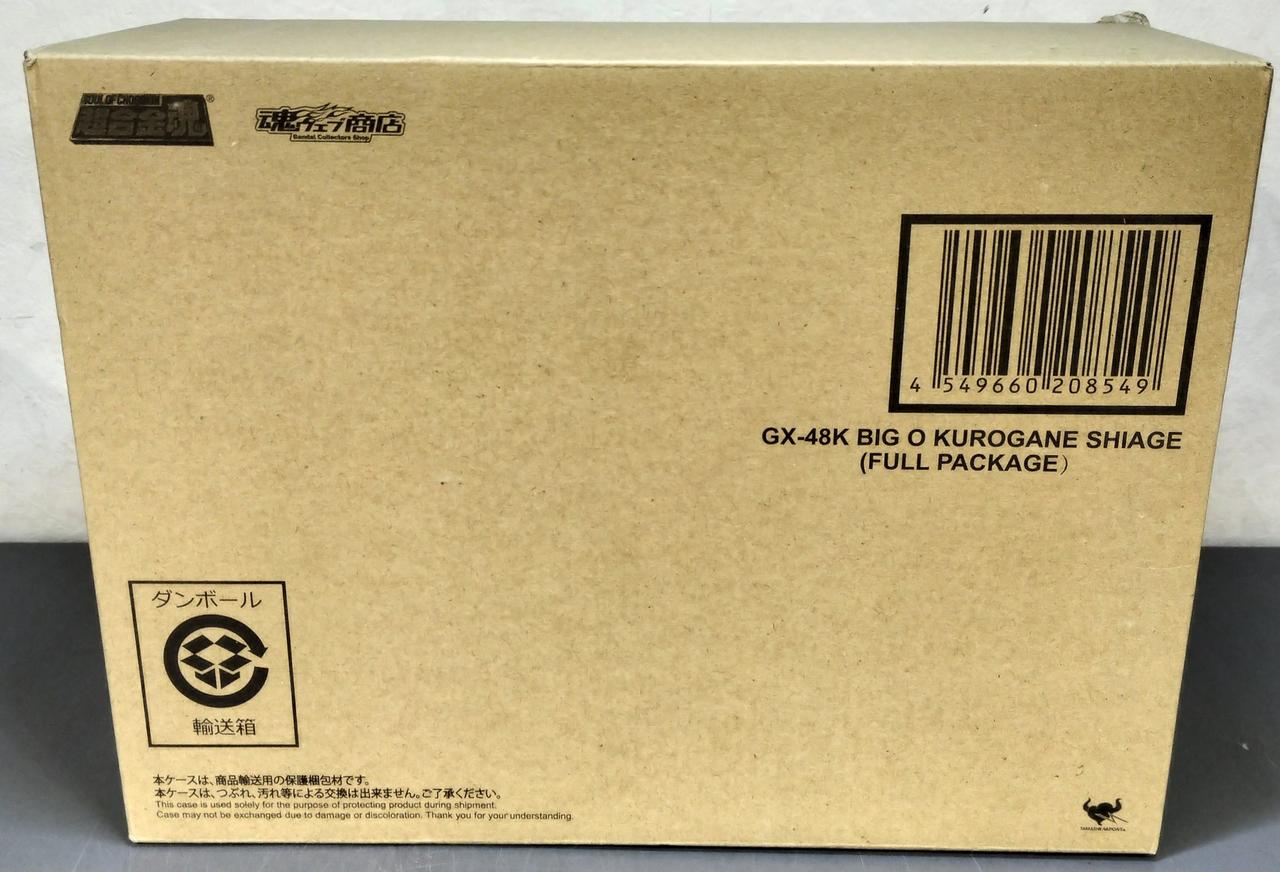 SOUL OF CHOGOKIN
超合金魂®
魂ウェブ商店
Bandai Collectors Shop
4 549660 208549
GX-48K BIG O KUROGANE SHIAGE
(FULL PACKAGE）
ダンボール
輸送箱
本ケースは、商品輸送用の保護梱包材です。
本ケースは、つぶれ、汚れ等による交換は出来ません。ご了承ください。
This case is used solely for the purpose of protecting product during shipment.
Case may not be exchanged due to damage or discoloration. Thank you for your understanding.